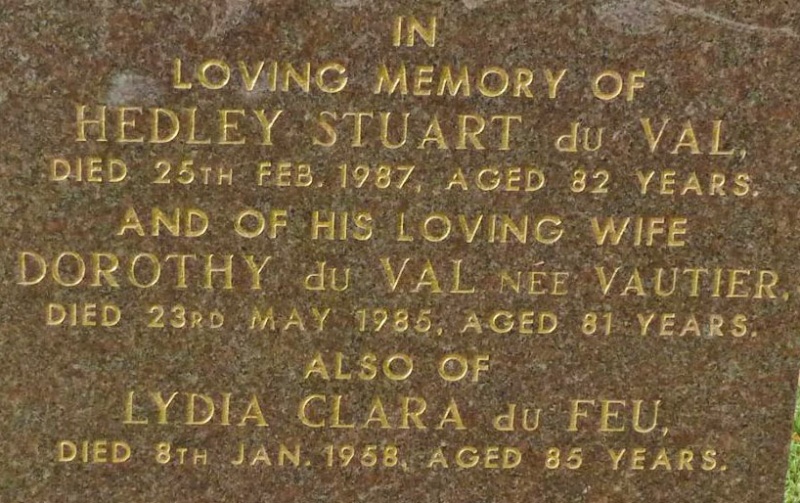 IN
LOVING MEMORY OF
HEDLEY STUART du VAL,
DIED 25TH FEB. 1987, AGED 82 YEARS.
AND OF HIS LOVING WIFE
DOROTHY du VAL NÉE VAUTIER,
DIED 23RD MAY 1985, AGED 81 YEARS.
ALSO OF
LYDIA CLARA du FEU,
DIED 8TH JAN. 1958, AGED 85 YEARS.